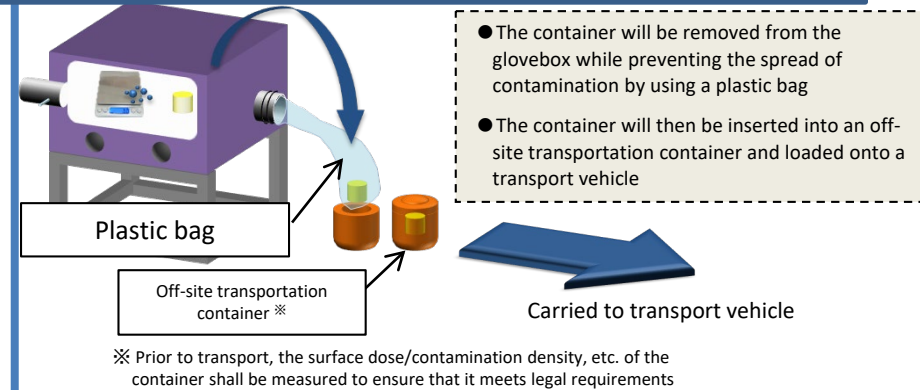 ● The container will be removed from the
glovebox while preventing the spread of
contamination by using a plastic bag
● The container will then be inserted into an off-
site transportation container and loaded onto a
transport vehicle
Plastic bag
Off-site transportation
container ※
Carried to transport vehicle
※ Prior to transport, the surface dose/contamination density, etc. of the
container shall be measured to ensure that it meets legal requirements